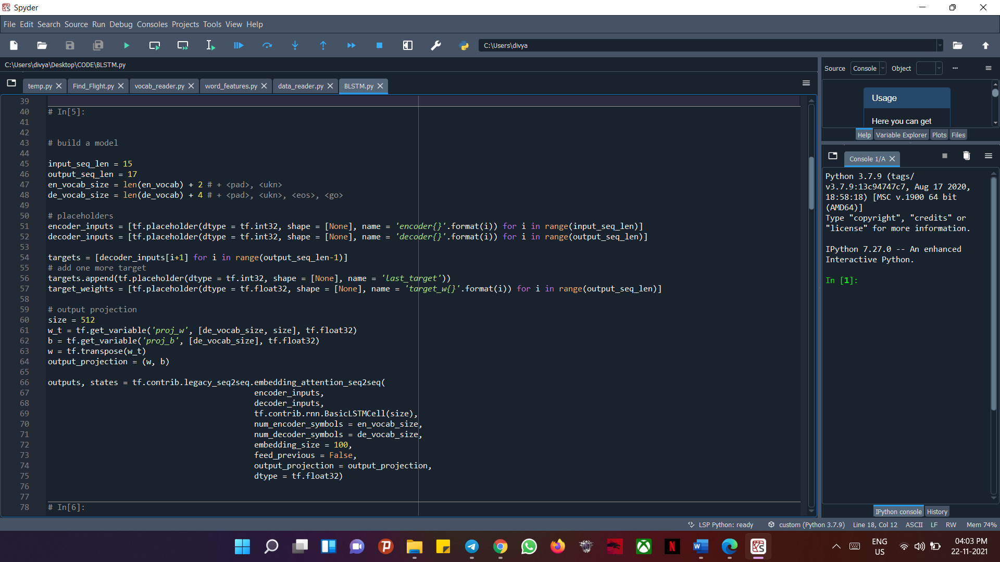 Spyder
File Edit Search Source Run Debug Consoles Projects Tools View Help
C:\Users\divya
C:\Users\divya\Desktop\CODE\BLSTM.py
temp.py Find_Flight.py vocab_reader.py word_features.py data_reader.py BLSTM.py
39
40 # In[5]:
41
42
43 # build a model
44
45 input_seq_len = 15
46 output_seq_len = 17
47 en_vocab_size = len(en_vocab) + 2 # + <pad>, <ukn>
48 de_vocab_size = len(de_vocab) + 4 # + <pad>, <ukn>, <eos>, <go>
49
50 # placeholders
51 encoder_inputs = [tf.placeholder(dtype = tf.int32, shape = [None], name = 'encoder{}'.format(i)) for i in range(input_seq_len)]
52 decoder_inputs = [tf.placeholder(dtype = tf.int32, shape = [None], name = 'decoder{}'.format(i)) for i in range(output_seq_len)]
53
54 targets = [decoder_inputs[i+1] for i in range(output_seq_len-1)]
55 # add one more target
56 targets.append(tf.placeholder(dtype = tf.int32, shape = [None], name = 'last_target'))
57 target_weights = [tf.placeholder(dtype = tf.float32, shape = [None], name = 'target_w{}'.format(i)) for i in range(output_seq_len)]
58
59 # output projection
60 size = 512
61 w_t = tf.get_variable('proj_w', [de_vocab_size, size], tf.float32)
62 b = tf.get_variable('proj_b', [de_vocab_size], tf.float32)
63 w = tf.transpose(w_t)
64 output_projection = (w, b)
65
66 outputs, states = tf.contrib.legacy_seq2seq.embedding_attention_seq2seq(
67 encoder_inputs,
68 decoder_inputs,
69 tf.contrib.rnn.BasicLSTMCell(size),
70 num_encoder_symbols = en_vocab_size,
71 num_decoder_symbols = de_vocab_size,
72 embedding_size = 100,
73 feed_previous = False,
74 output_projection = output_projection,
75 dtype = tf.float32)
76
77
78 # In[6]:
Source Console Object
Usage
Here you can get
Help Variable Explorer Plots Files
Console 1/A
Python 3.7.9 (tags/
v3.7.9:13c94747c7, Aug 17 2020,
18:58:18) [MSC v.1900 64 bit
(AMD64)]
Type "copyright", "credits" or
"license" for more information.
IPython 7.27.0 -- An enhanced
Interactive Python.
In [1]:
IPython console History
LSP Python: ready custom (Python 3.7.9) Line 18, Col 12 ASCII LF RW Mem 74%
ENG
US
04:03 PM
22-11-2021